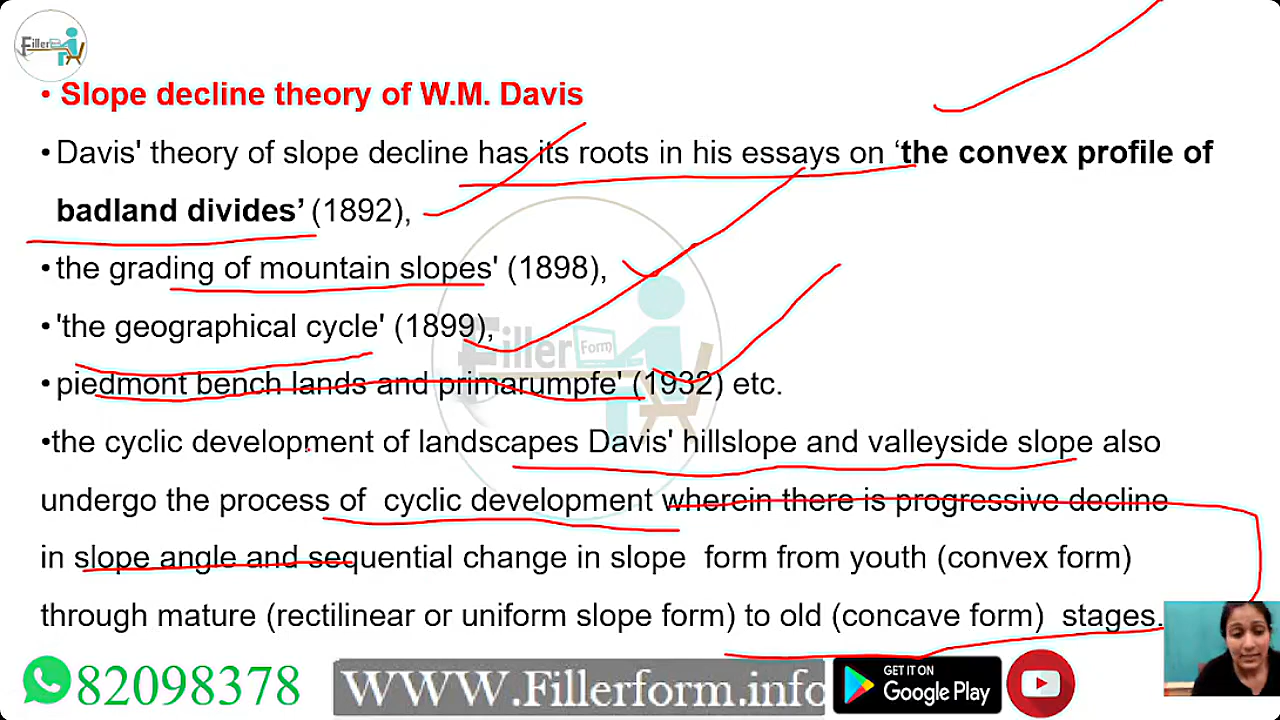 Filler
• Slope decline theory of W.M. Davis
•Davis' theory of slope decline has its roots in his essays on ‘the convex profile of
badland divides’ (1892),
•the grading of mountain slopes' (1898),
•'the geographical cycle' (1899),
•piedmont bench lands and primarumpfe' (1932) etc.
Filler Form
•the cyclic development of landscapes Davis' hillslope and valleyside slope also
undergo the process of cyclic development wherein there is progressive decline
in slope angle and sequential change in slope form from youth (convex form)
through mature (rectilinear or uniform slope form) to old (concave form) stages.
82098378 WWW.Fillerform.info GET IT ON Google Play